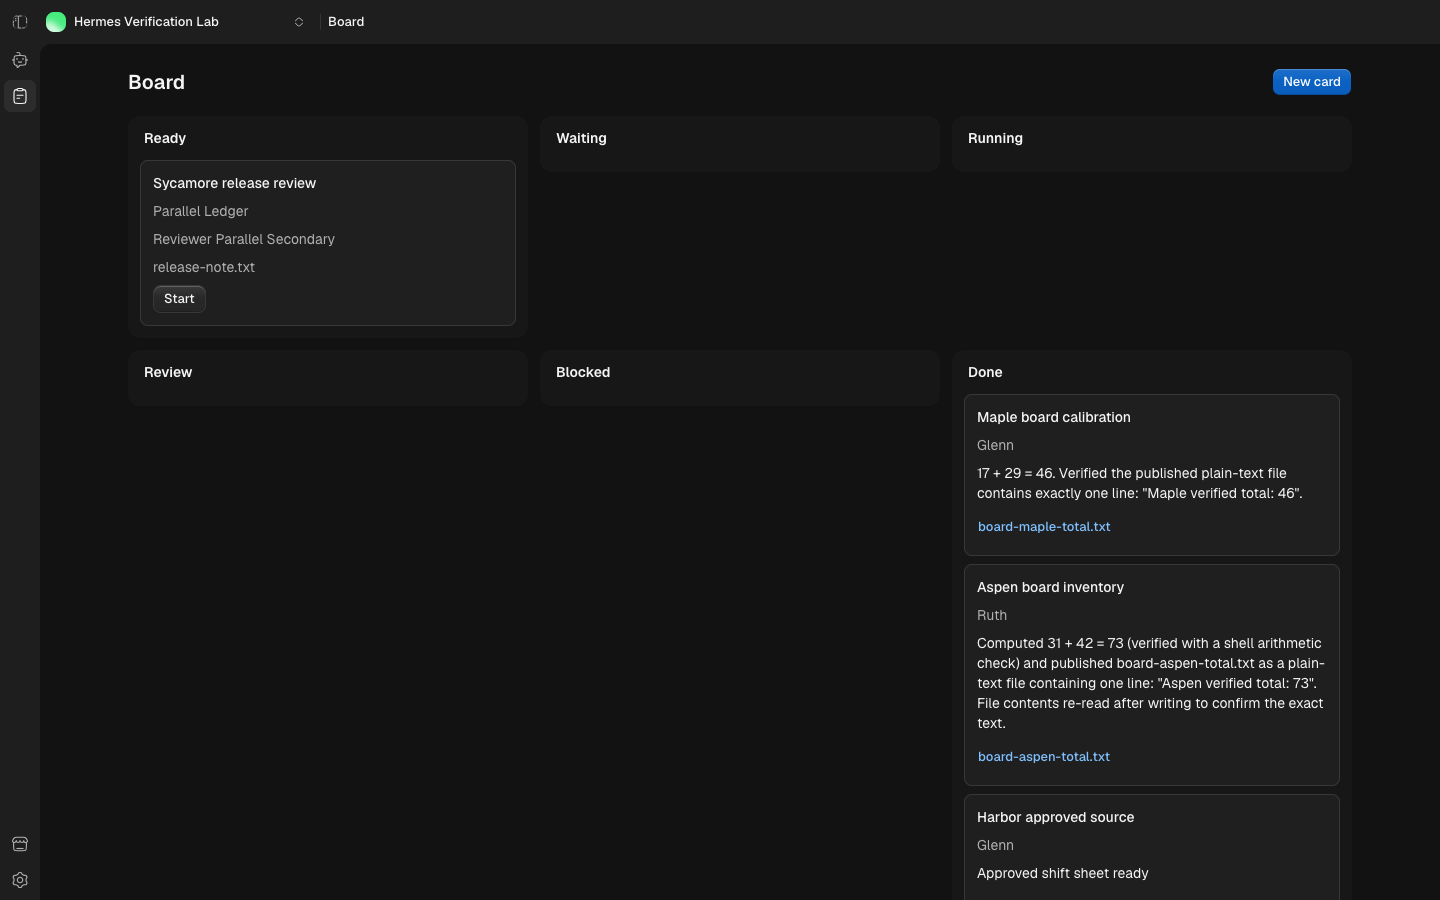 Hermes Verification Lab
Board
Board
New card
Ready
Sycamore release review
Parallel Ledger
Reviewer Parallel Secondary
release-note.txt
Start
Waiting
Running
Review
Blocked
Done
Maple board calibration
Glenn
17 + 29 = 46. Verified the published plain-text file
contains exactly one line: "Maple verified total: 46".
board-maple-total.txt
Aspen board inventory
Ruth
Computed 31 + 42 = 73 (verified with a shell arithmetic
check) and published board-aspen-total.txt as a plain-
text file containing one line: "Aspen verified total: 73".
File contents re-read after writing to confirm the exact
text.
board-aspen-total.txt
Harbor approved source
Glenn
Approved shift sheet ready